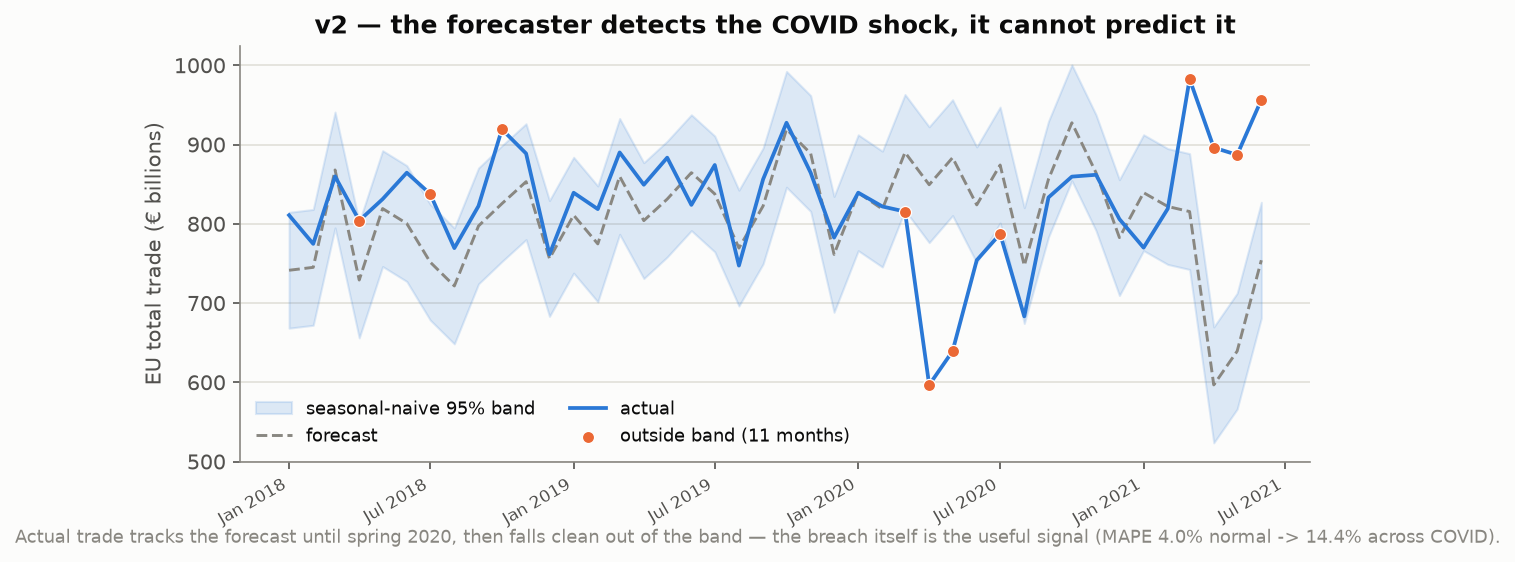 v2 — the forecaster detects the COVID shock, it cannot predict it
EU total trade (€ billions)
1000
900
800
700
600
500
seasonal-naive 95% band
forecast
actual
outside band (11 months)
Jan 2018
Jul 2018
Jan 2019
Jul 2019
Jan 2020
Jul 2020
Jan 2021
Jul 2021
Actual trade tracks the forecast until spring 2020, then falls clean out of the band — the breach itself is the useful signal (MAPE 4.0% normal -> 14.4% across COVID).